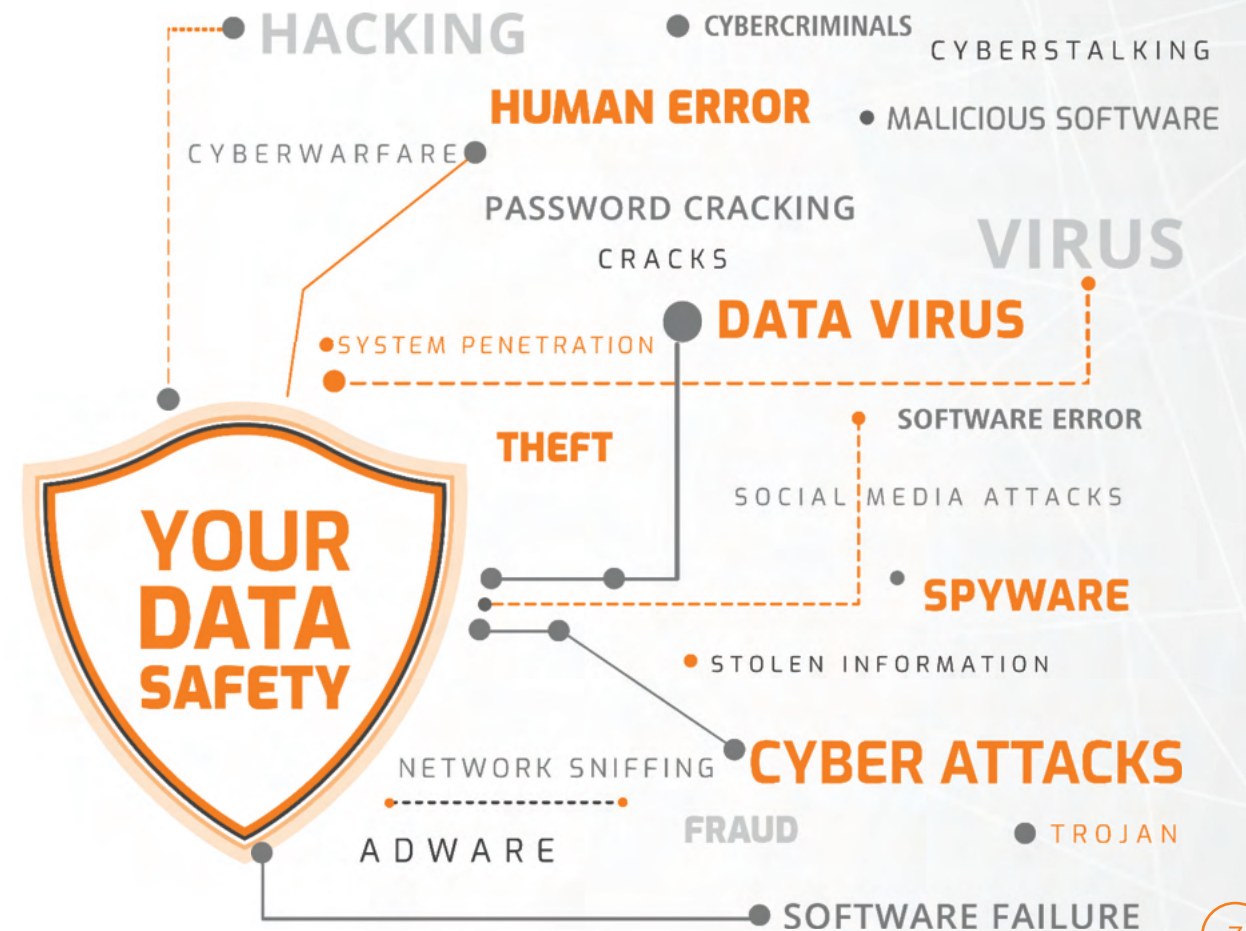 HACKING
CYBERCRIMINALS
CYBERSTALKING
HUMAN ERROR
MALICIOUS SOFTWARE
CYBERWARFARE
PASSWORD CRACKING
CRACKS
VIRUS
DATA VIRUS
SYSTEM PENETRATION
SOFTWARE ERROR
THEFT
SOCIAL MEDIA ATTACKS
YOUR
DATA
SAFETY
SPYWARE
STOLEN INFORMATION
CYBER ATTACKS
NETWORK SNIFFING
FRAUD
TROJAN
ADWARE
SOFTWARE FAILURE